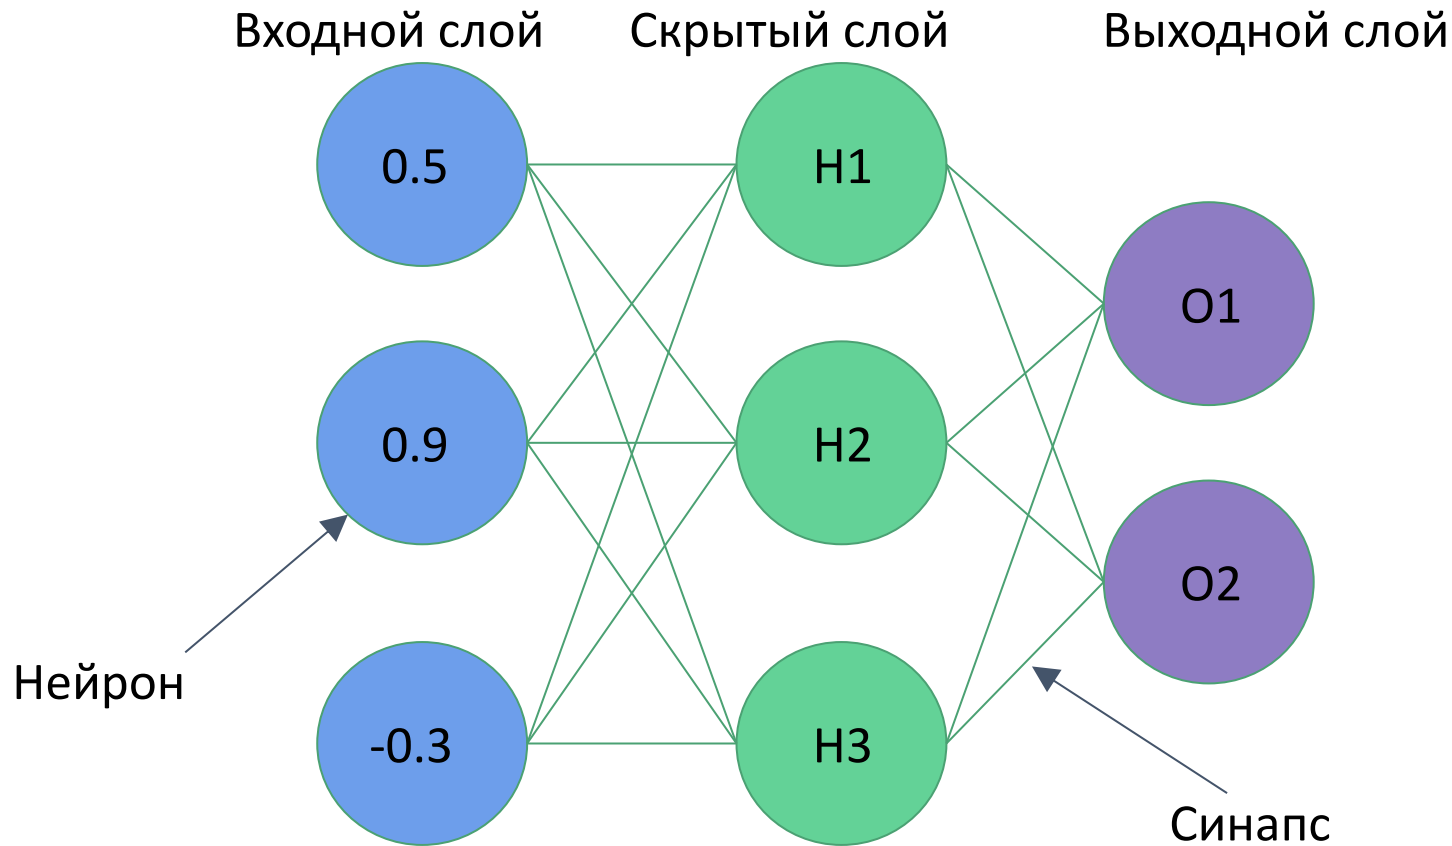 Входной слой
Скрытый слой
Выходной слой
0.5
H1
O1
0.9
H2
O2
Нейрон
-0.3
H3
Синапс